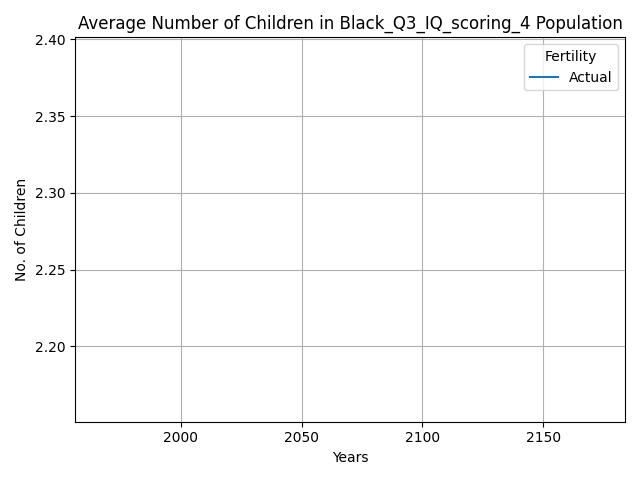 Average Number of Children in Black_Q3_IQ_scoring_4 Population
2.40
2.35
2.30
2.25
2.20
No. of Children
Fertility
Actual
2000 2050 2100 2150
Years